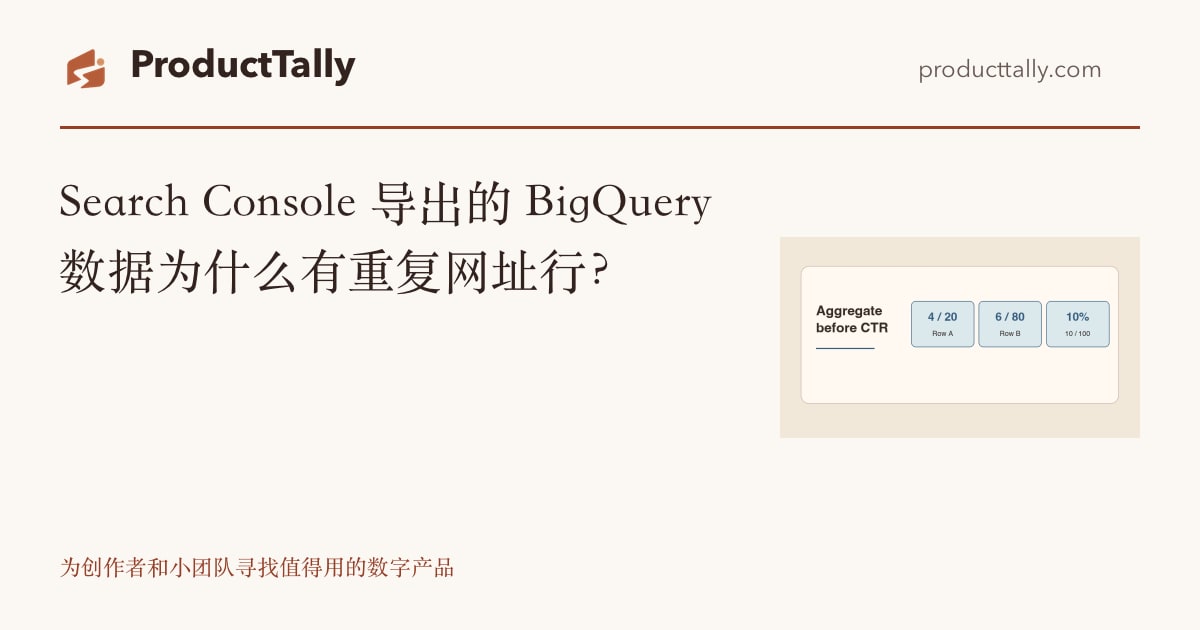 ProductTally
producttally.com
Search Console 导出的 BigQuery
数据为什么有重复网址行?
Aggregate
before CTR
4 / 20
Row A
6 / 80
Row B
10%
10 / 100
为创作者和小团队寻找值得用的数字产品